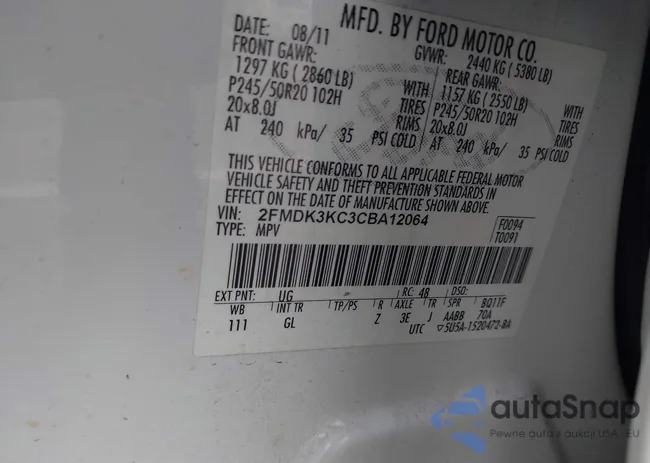 MFD. BY FORD MOTOR CO.
DATE: 08/11 GVWR: 2440 KG ( 5380 LB)
FRONT GAWR: REAR GAWR:
1297 KG ( 2860 LB) WITH 1157 KG ( 2550 LB) WITH
P245/50R20 102H TIRES P245/50R20 102H TIRES
20x8.0J RIMS 20x8.0J RIMS
AT 240 kPa/ 35 PSI COLD AT 240 kPa/ 35 PSI COLD
THIS VEHICLE CONFORMS TO ALL APPLICABLE FEDERAL MOTOR
VEHICLE SAFETY AND THEFT PREVENTION STANDARDS IN
EFFECT ON THE DATE OF MANUFACTURE SHOWN ABOVE.
VIN: 2FMDK3KC3CBA12064 F0094
TYPE: MPV T0091
EXT PNT: UG RC: 48 DSO:
WB INT TR TP/PS R AXLE TR SPR BQ11F
111 GL Z 3E J AABB 70A
UTC 5U5A-1520472-BA
autaSnap
Pewne auta z aukcji USA i EU